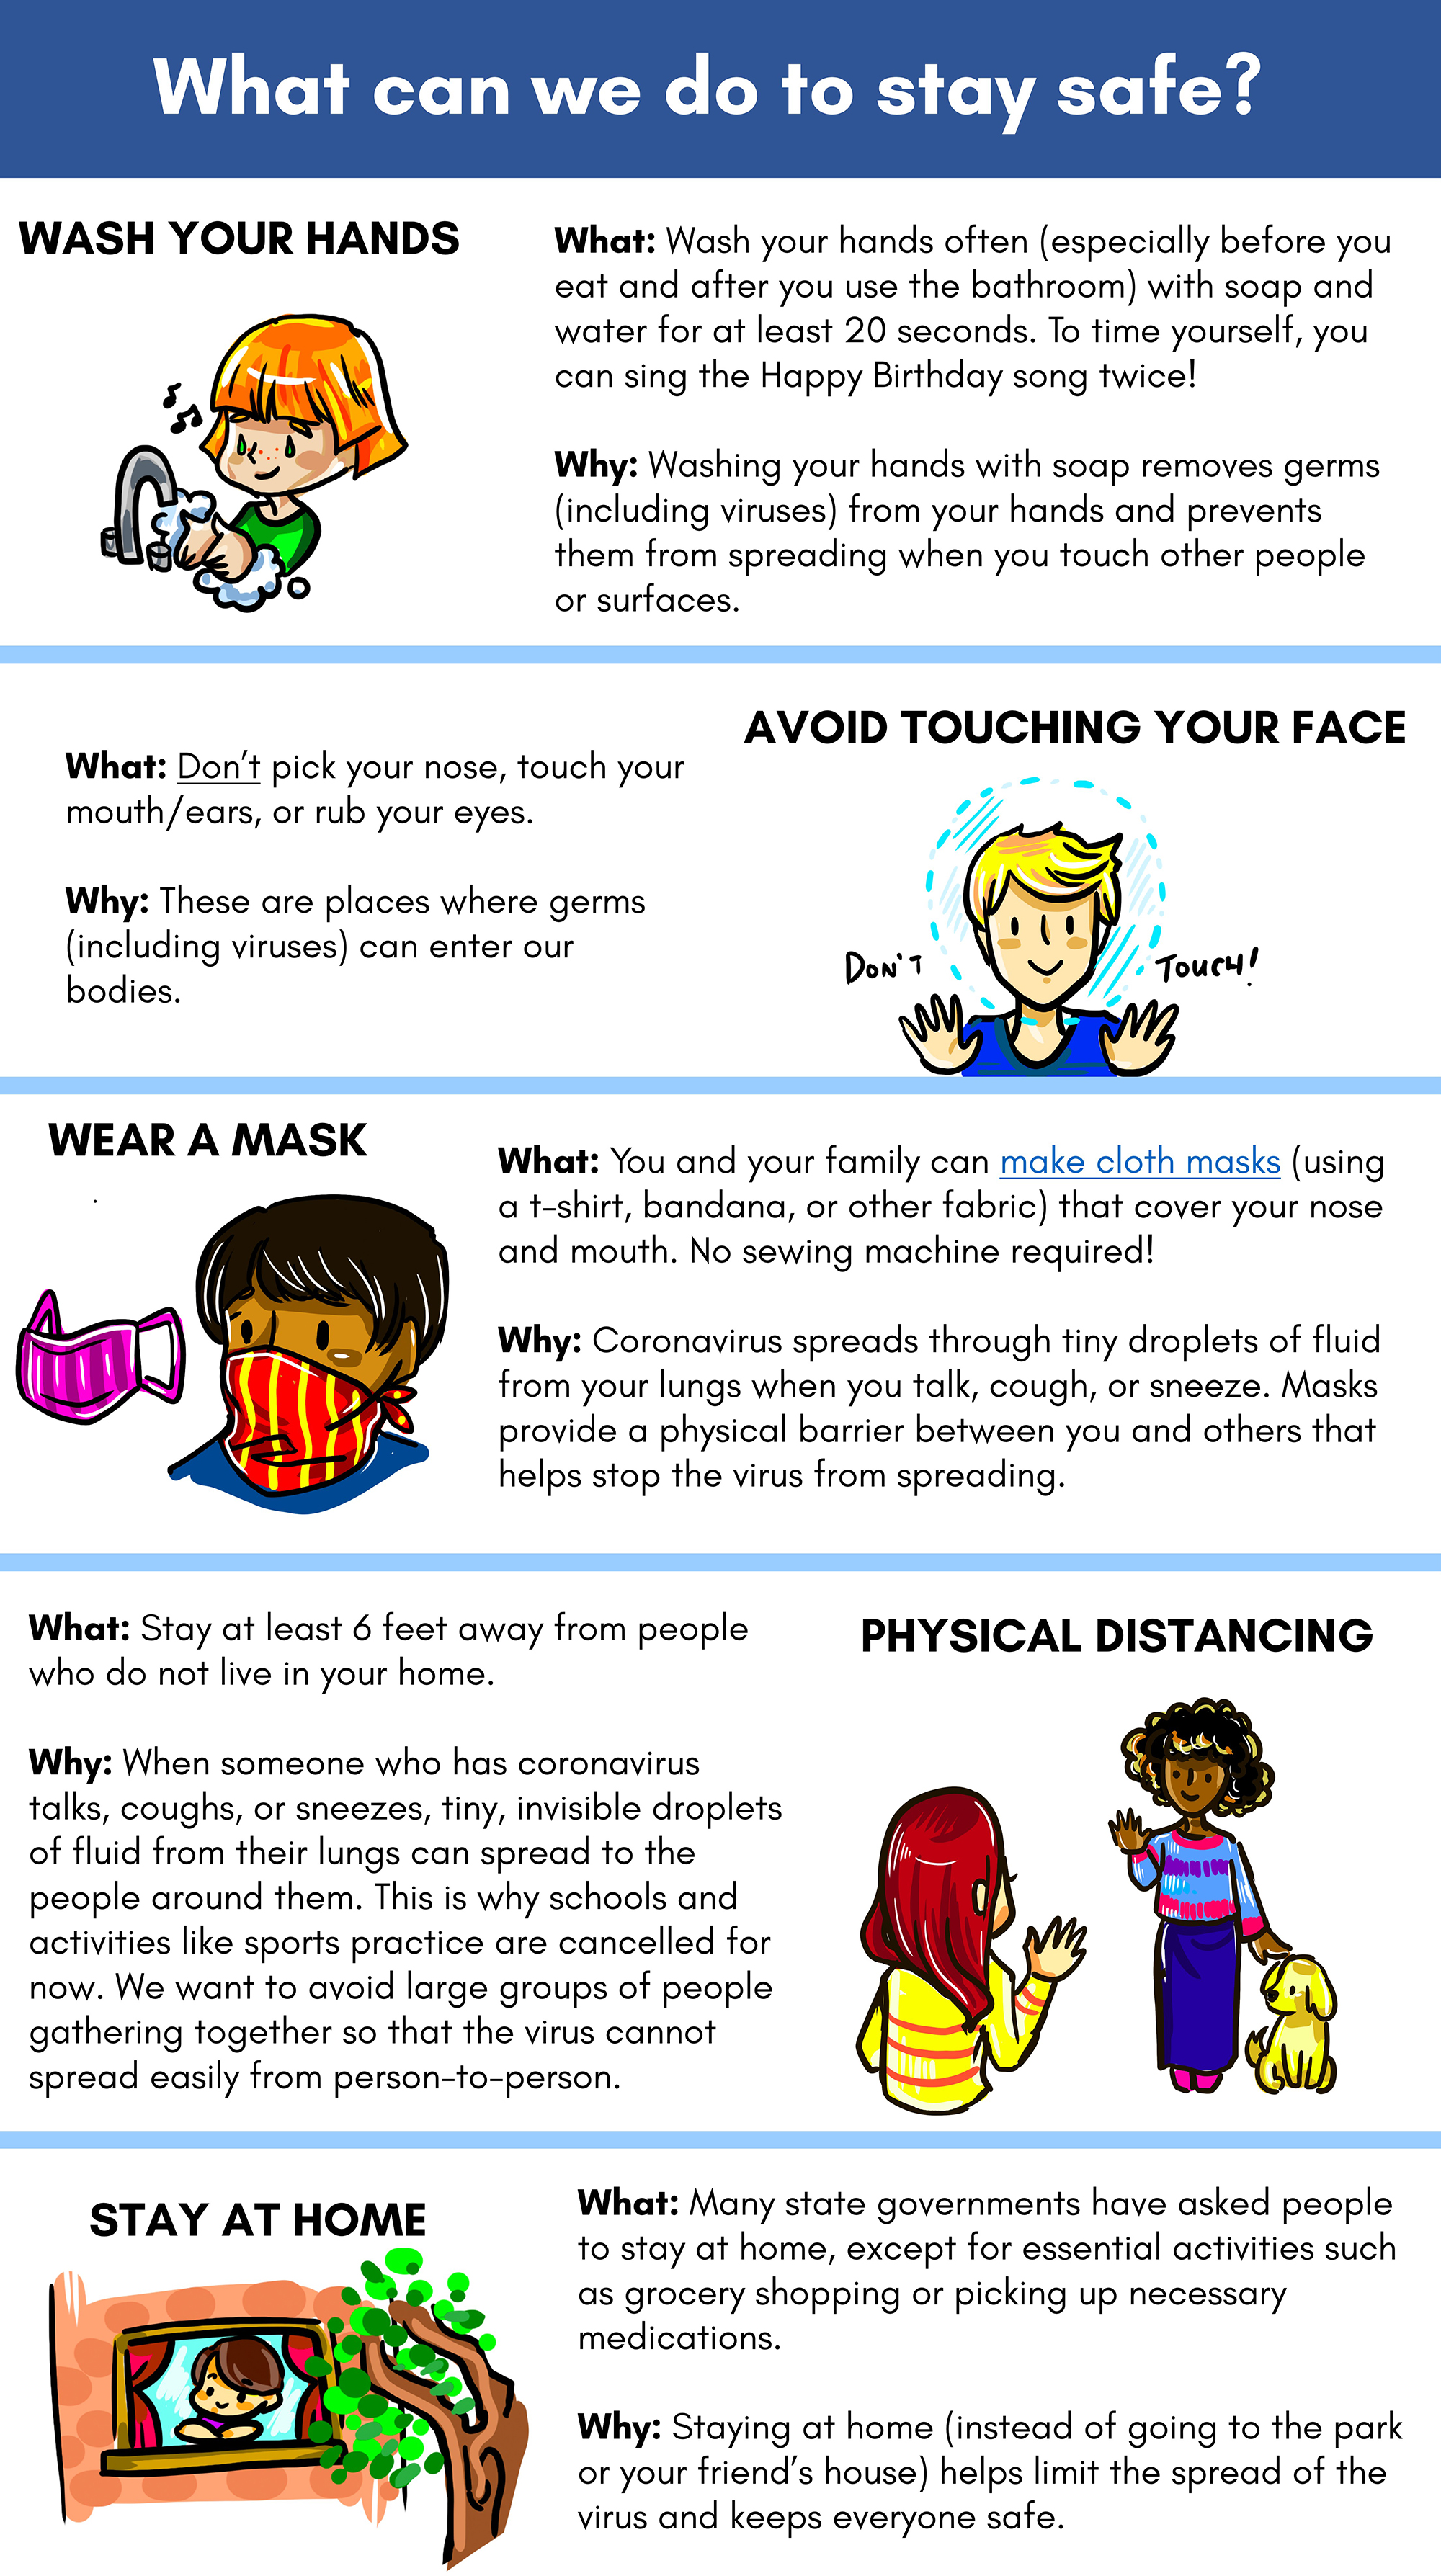 What can we do to stay safe?
WASH YOUR HANDS
What: Wash your hands often (especially before you
eat and after you use the bathroom) with soap and
water for at least 20 seconds. To time yourself, you
can sing the Happy Birthday song twice!
Why: Washing your hands with soap removes germs
(including viruses) from your hands and prevents
them from spreading when you touch other people
or surfaces.
AVOID TOUCHING YOUR FACE
What: Don't pick your nose, touch your
mouth/ears, or rub your eyes.
Why: These are places where germs
(including viruses) can enter our
bodies.
DON'T
TOUCH!
WEAR A MASK
What: You and your family can make cloth masks (using
a t-shirt, bandana, or other fabric) that cover your nose
and mouth. No sewing machine required!
Why: Coronavirus spreads through tiny droplets of fluid
from your lungs when you talk, cough, or sneeze. Masks
provide a physical barrier between you and others that
helps stop the virus from spreading.
PHYSICAL DISTANCING
What: Stay at least 6 feet away from people
who do not live in your home.
Why: When someone who has coronavirus
talks, coughs, or sneezes, tiny, invisible droplets
of fluid from their lungs can spread to the
people around them. This is why schools and
activities like sports practice are cancelled for
now. We want to avoid large groups of people
gathering together so that the virus cannot
spread easily from person-to-person.
STAY AT HOME
What: Many state governments have asked people
to stay at home, except for essential activities such
as grocery shopping or picking up necessary
medications.
Why: Staying at home (instead of going to the park
or your friend's house) helps limit the spread of the
virus and keeps everyone safe.